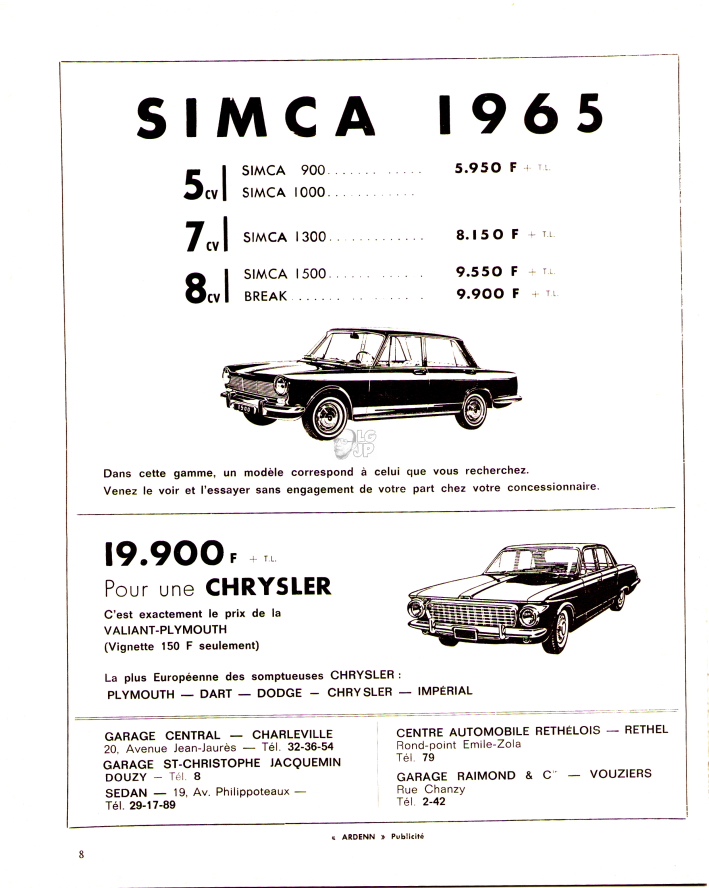 SIMCA 1965
5CV SIMCA 900............ 5.950 F + T.L.
SIMCA 1000............
7CV SIMCA 1300............. 8.150 F + T.L.
8CV SIMCA 1500............ 9.550 F + T.L.
BREAK............ 9.900 F + T.L.
1500
LG
JP
Dans cette gamme, un modèle correspond à celui que vous recherchez.
Venez le voir et l'essayer sans engagement de votre part chez votre concessionnaire.
19.900 F + T.L.
Pour une CHRYSLER
C'est exactement le prix de la
VALIANT-PLYMOUTH
(Vignette 150 F seulement)
La plus Européenne des somptueuses CHRYSLER :
PLYMOUTH — DART — DODGE — CHRYSLER — IMPÉRIAL
GARAGE CENTRAL — CHARLEVILLE
20, Avenue Jean-Jaurès — Tél. 32-36-54
GARAGE ST-CHRISTOPHE JACQUEMIN
DOUZY — Tél. 8
SEDAN — 19, Av. Philippoteaux —
Tél. 29-17-89
CENTRE AUTOMOBILE RETHÉLOIS — RETHEL
Rond-point Emile-Zola
Tél. 79
GARAGE RAIMOND & C — VOUZIERS
Rue Chanzy
Tél. 2-42
« ARDENN » Publicité
8